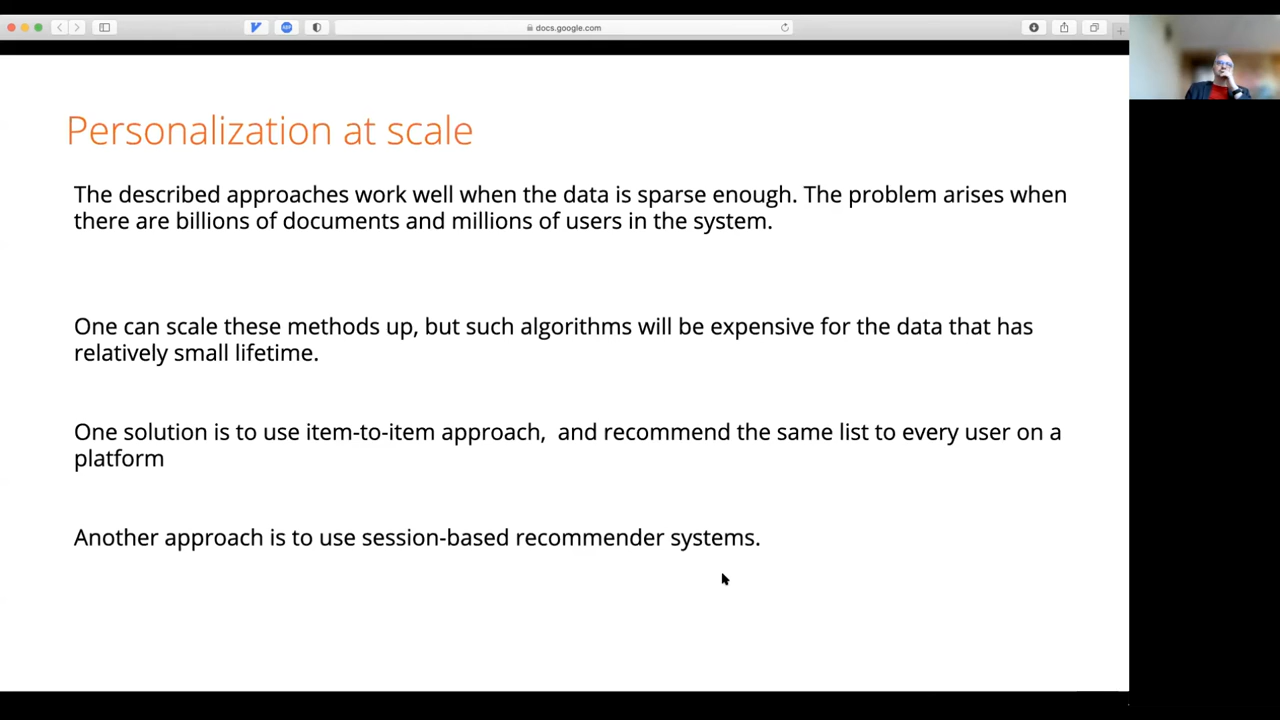 docs.google.com
Personalization at scale
The described approaches work well when the data is sparse enough. The problem arises when
there are billions of documents and millions of users in the system.
One can scale these methods up, but such algorithms will be expensive for the data that has
relatively small lifetime.
One solution is to use item-to-item approach,  and recommend the same list to every user on a
platform
Another approach is to use session-based recommender systems.